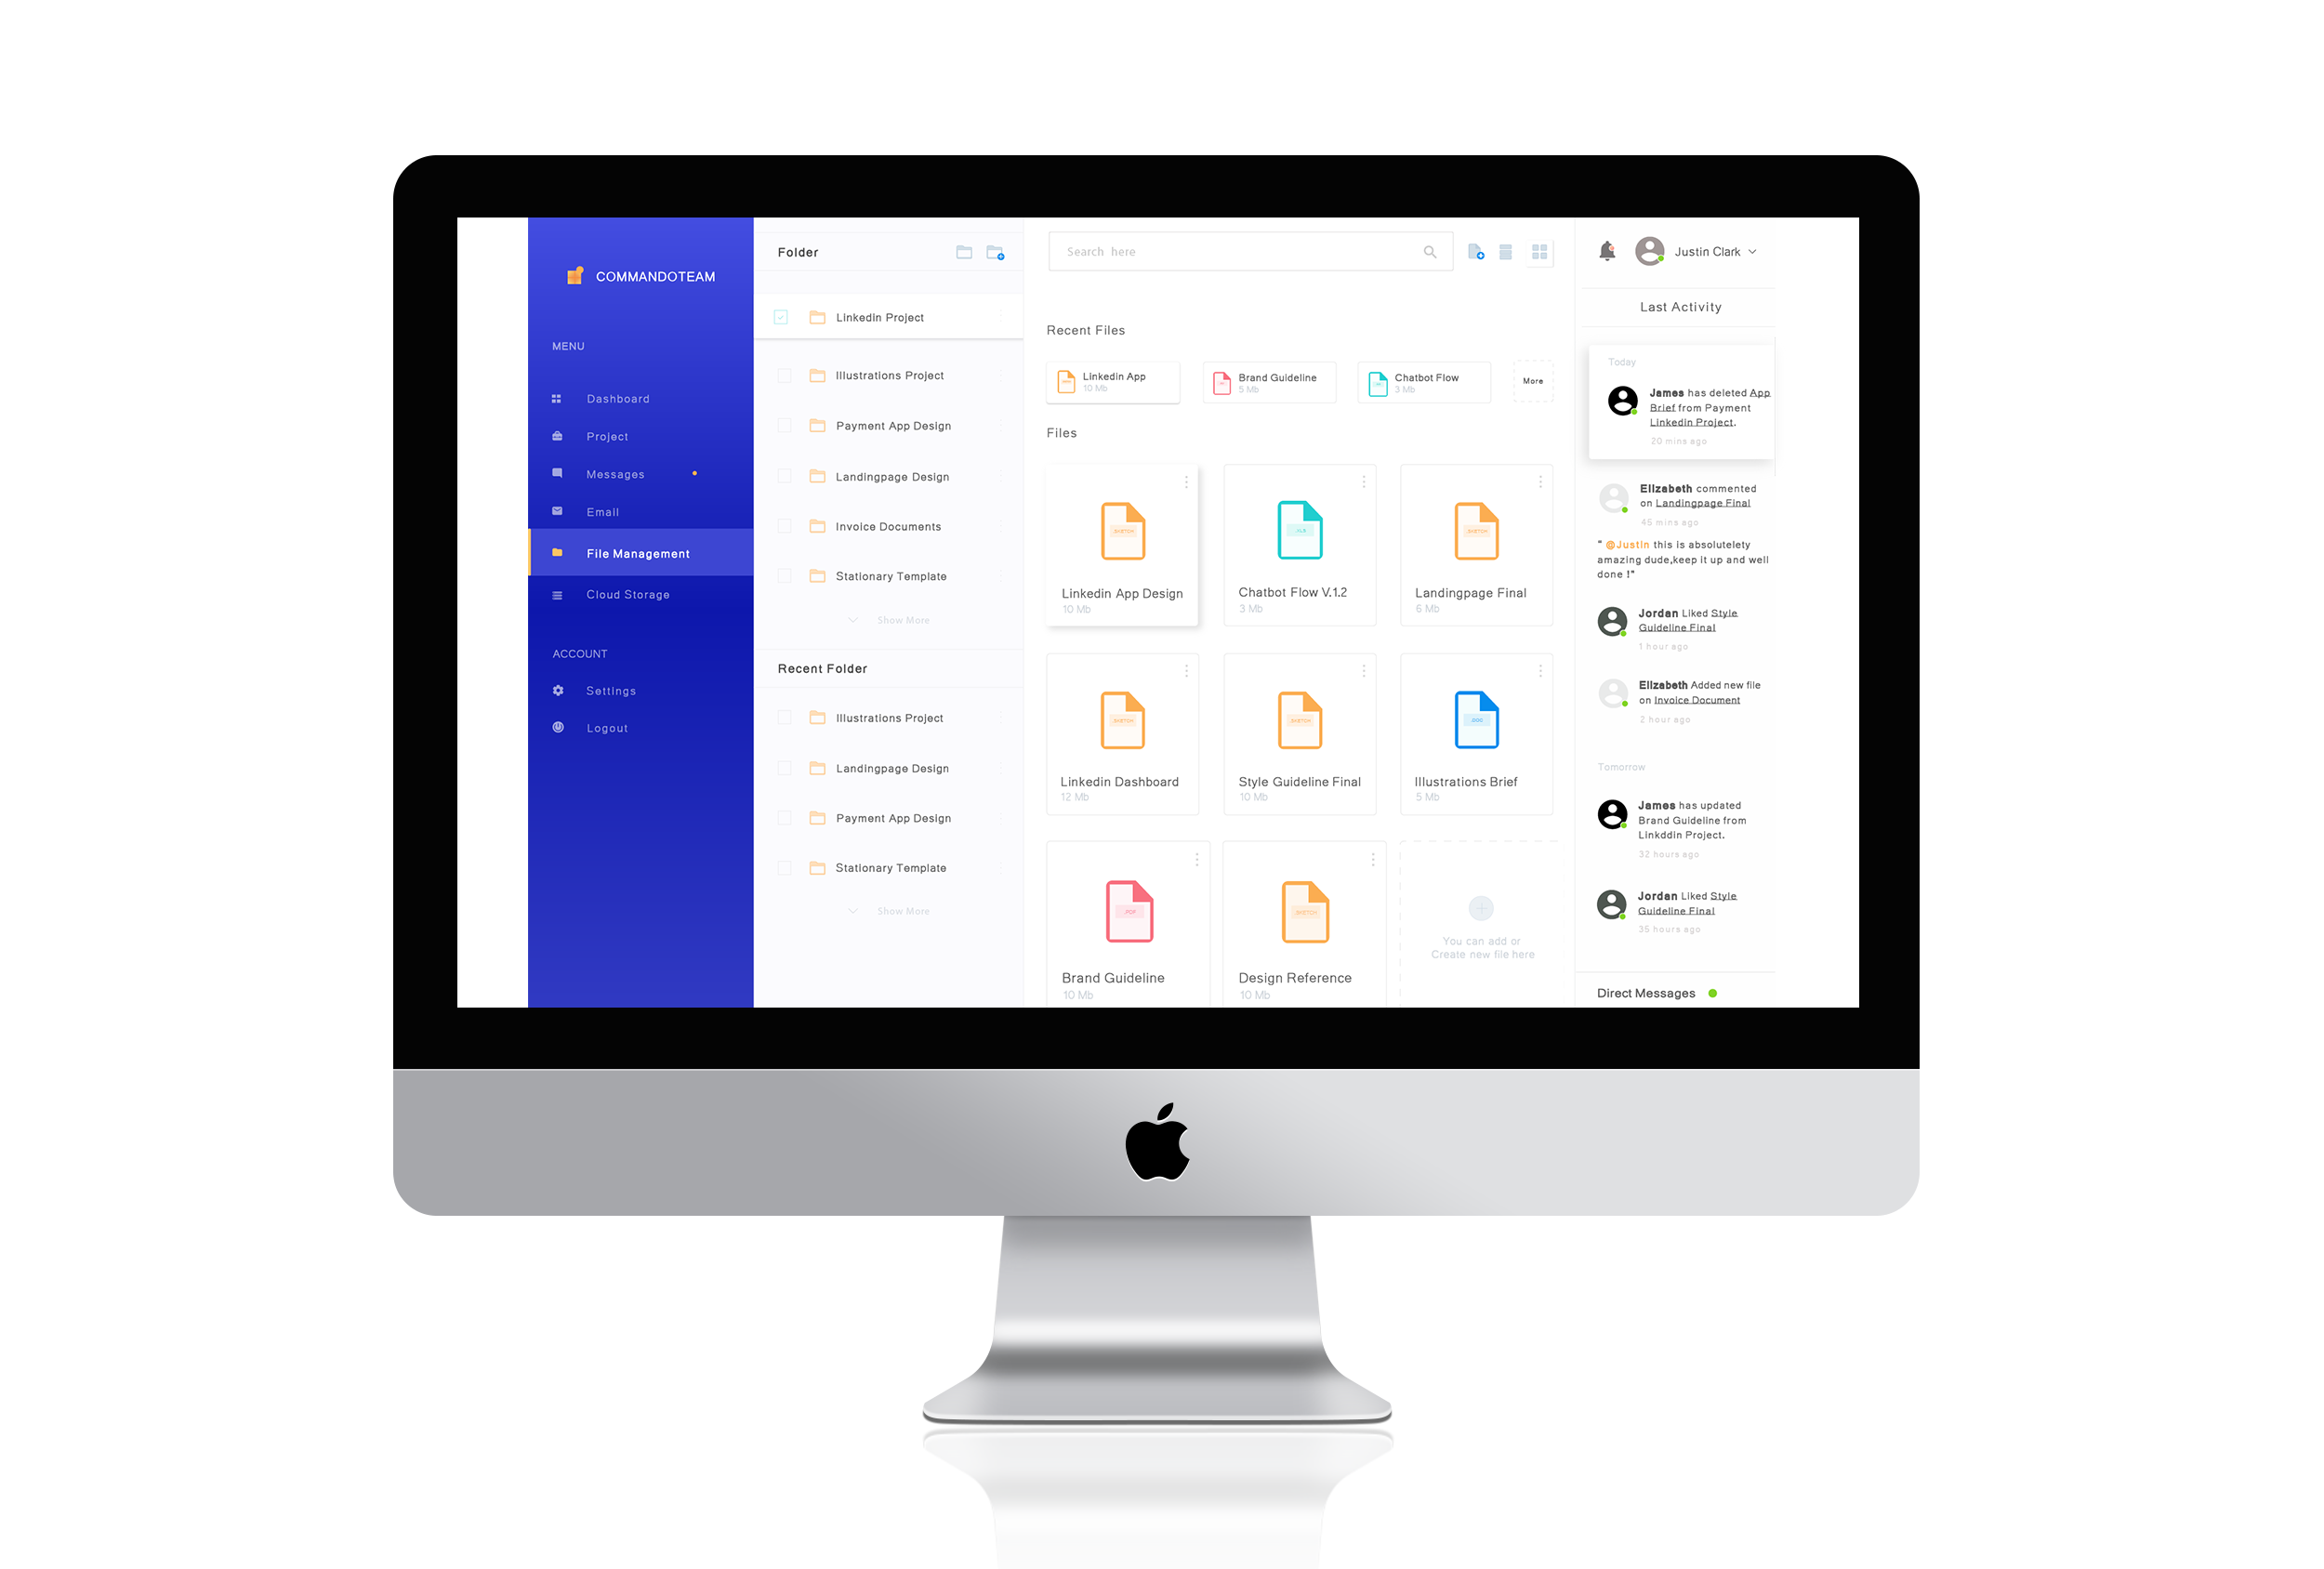 COMMANDOTEAM
MENU
Dashboard
Project
Messages
Email
File Management
Cloud Storage
ACCOUNT
Settings
Logout
Folder
Linkedin Project
Illustrations Project
Payment App Design
Landingpage Design
Invoice Documents
Stationary Template
Show More
Recent Folder
Illustrations Project
Landingpage Design
Payment App Design
Stationary Template
Show More
Search here
Recent Files
Linkedin App
10 Mb
Brand Guideline
5 Mb
Chatbot Flow
3 Mb
More
Files
SKETCH
Linkedin App Design
10 Mb
.XLS
Chatbot Flow V.1.2
3 Mb
SKETCH
Landingpage Final
6 Mb
SKETCH
Linkedin Dashboard
12 Mb
SKETCH
Style Guideline Final
10 Mb
.DOC
Illustrations Brief
5 Mb
.PDF
Brand Guideline
10 Mb
.SKETCH
Design Reference
10 Mb
You can add or
Create new file here
Justin Clark
Last Activity
Today
James has deleted App
Brief from Payment
Linkedin Project.
20 mins ago
Elizabeth commented
on Landingpage Final
45 mins ago
" @Justin this is absolutelety
amazing dude,keep it up and well
done !"
Jordan Liked Style
Guideline Final
1 hour ago
Elizabeth Added new file
on Invoice Document
2 hour ago
Tomorrow
James has updated
Brand Guideline from
Linkddin Project.
32 hours ago
Jordan Liked Style
Guideline Final
35 hours ago
Direct Messages